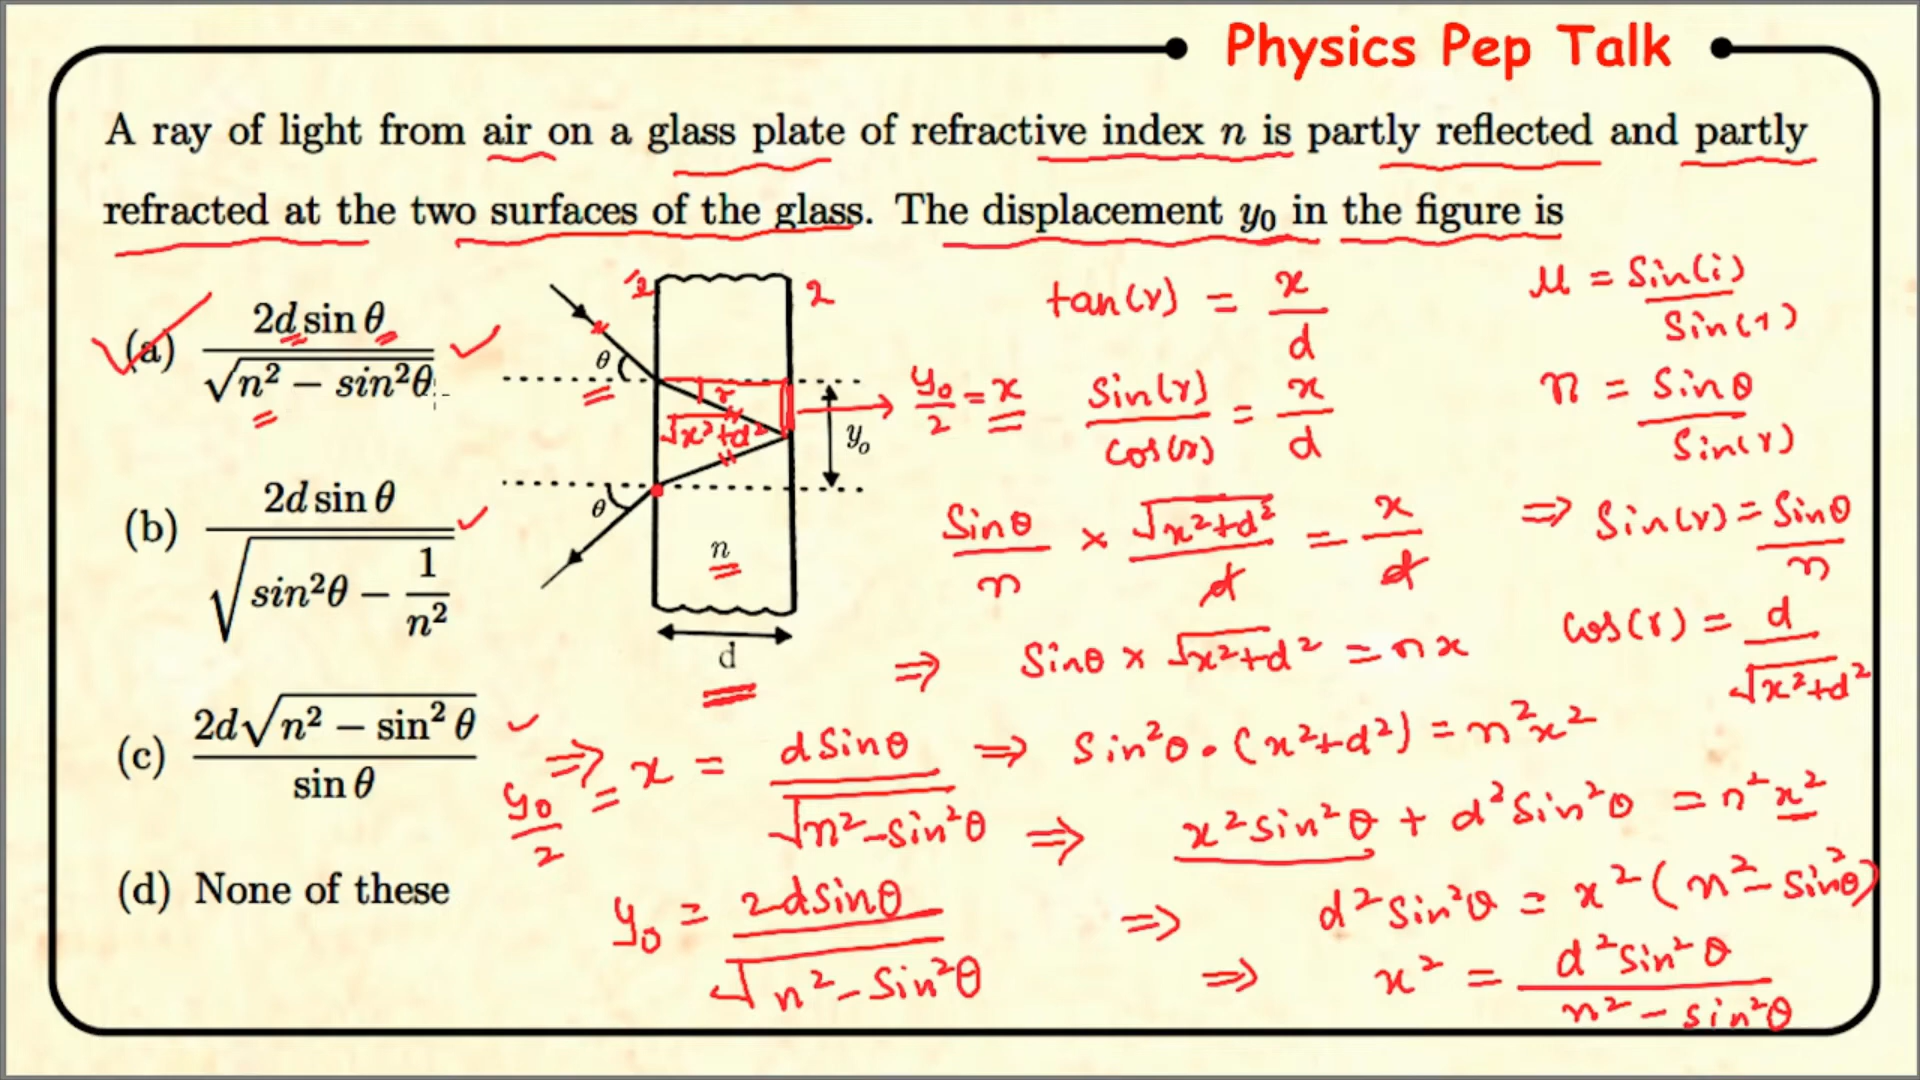 Physics Pep Talk
A ray of light from air on a glass plate of refractive index n is partly reflected and partly
refracted at the two surfaces of the glass. The displacement y₀ in the figure is
(a) 2d sin θ / √(n² − sin²θ)
(b) 2d sin θ / √(sin²θ − 1/n²)
(c) 2d√(n² − sin² θ) / sin θ
(d) None of these
2
θ
r
√x²+d²
y₀
θ
n
d
y₀/2 = x
tan(r) = x/d
sin(r)/cos(r) = x/d
Sinθ/n × √x²+d²/d = x/d
⇒ Sinθ × √x²+d² = nx
⇒ Sin²θ • (x²+d²) = n²x²
⇒ x²sin²θ + d²Sin²θ = n²x²
⇒ d²sin²θ = x²(n²−sin²θ)
⇒ x² = d²sin²θ / n²−sin²θ
⇒ y₀/2 = x = dSinθ / √n²−sin²θ
y₀ = 2dsinθ / √n²−Sin²θ
μ = Sin(i) / Sin(r)
n = Sinθ / Sin(r)
⇒ Sin(r) = Sinθ / n
Cos(r) = d / √x²+d²